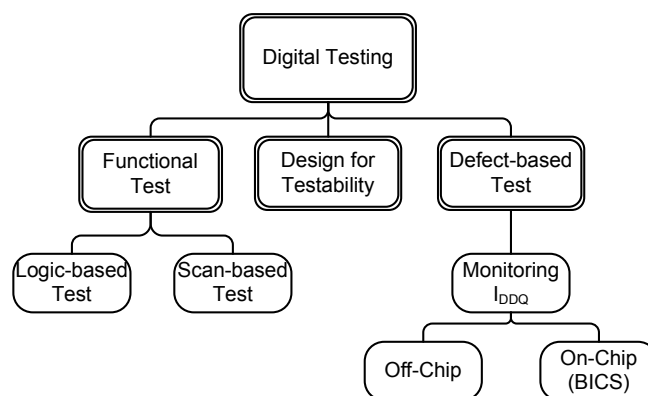 Digital Testing
Functional
Test
Design for
Testability
Defect-based
Test
Logic-based
Test
Scan-based
Test
Monitoring
I_DDQ
Off-Chip
On-Chip
(BICS)